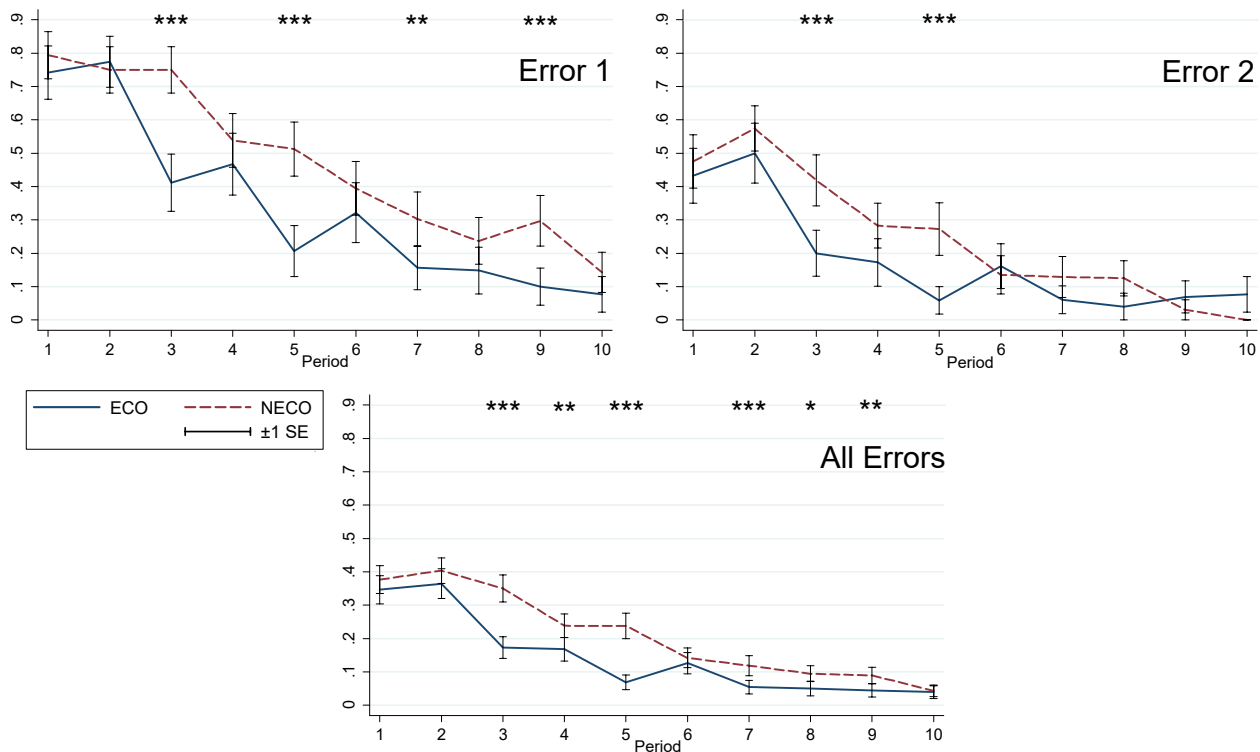 *** *** ** ***
Error 1
.9
.8
.7
.6
.5
.4
.3
.2
.1
0
1 2 3 4 5 6 7 8 9 10
Period
*** ***
Error 2
.9
.8
.7
.6
.5
.4
.3
.2
.1
0
1 2 3 4 5 6 7 8 9 10
Period
ECO NECO
±1 SE
*** ** *** *** * **
All Errors
.9
.8
.7
.6
.5
.4
.3
.2
.1
0
1 2 3 4 5 6 7 8 9 10
Period